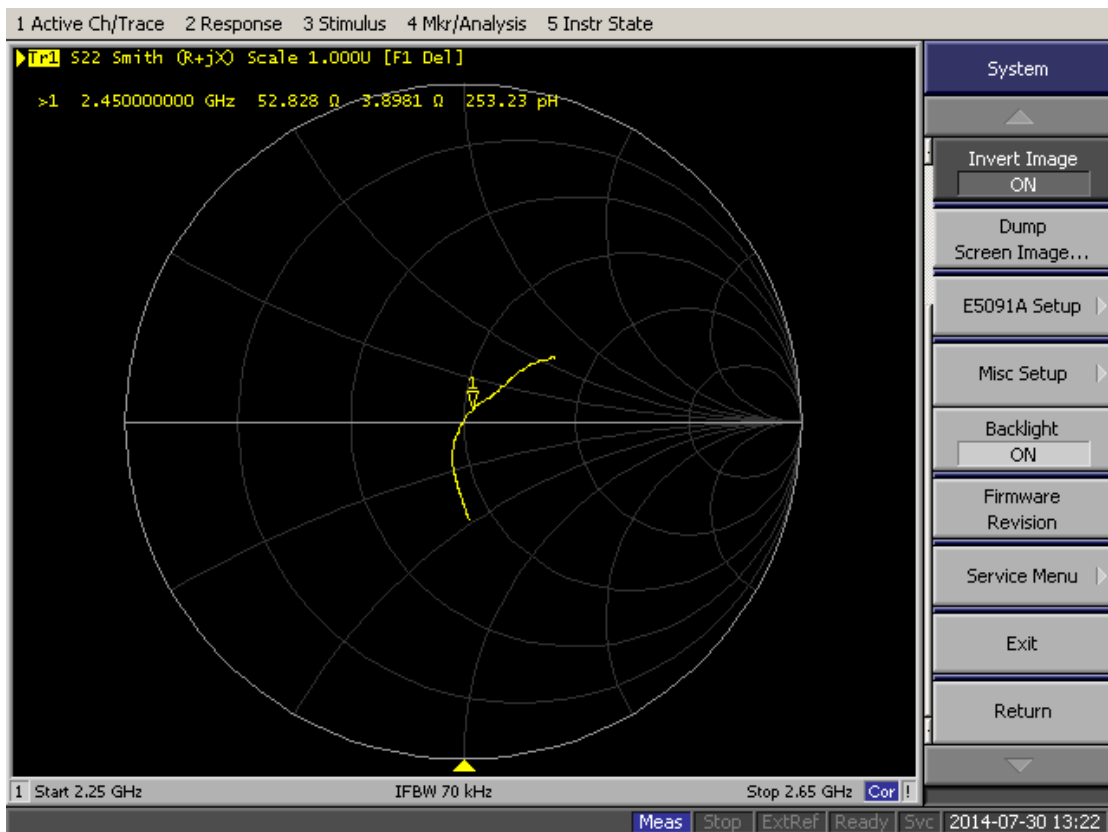 1 Active Ch/Trace 2 Response 3 Stimulus 4 Mkr/Analysis 5 Instr State
Tr1 S22 Smith (R+jX) Scale 1.000U [F1 Del]
>1 2.450000000 GHz 52.828 Ω 3.8981 Ω 253.23 pH
1
System
Invert Image
ON
Dump
Screen Image...
E5091A Setup
Misc Setup
Backlight
ON
Firmware
Revision
Service Menu
Exit
Return
1 Start 2.25 GHz IFBW 70 kHz Stop 2.65 GHz Cor !
Meas Stop ExtRef Ready Svc 2014-07-30 13:22